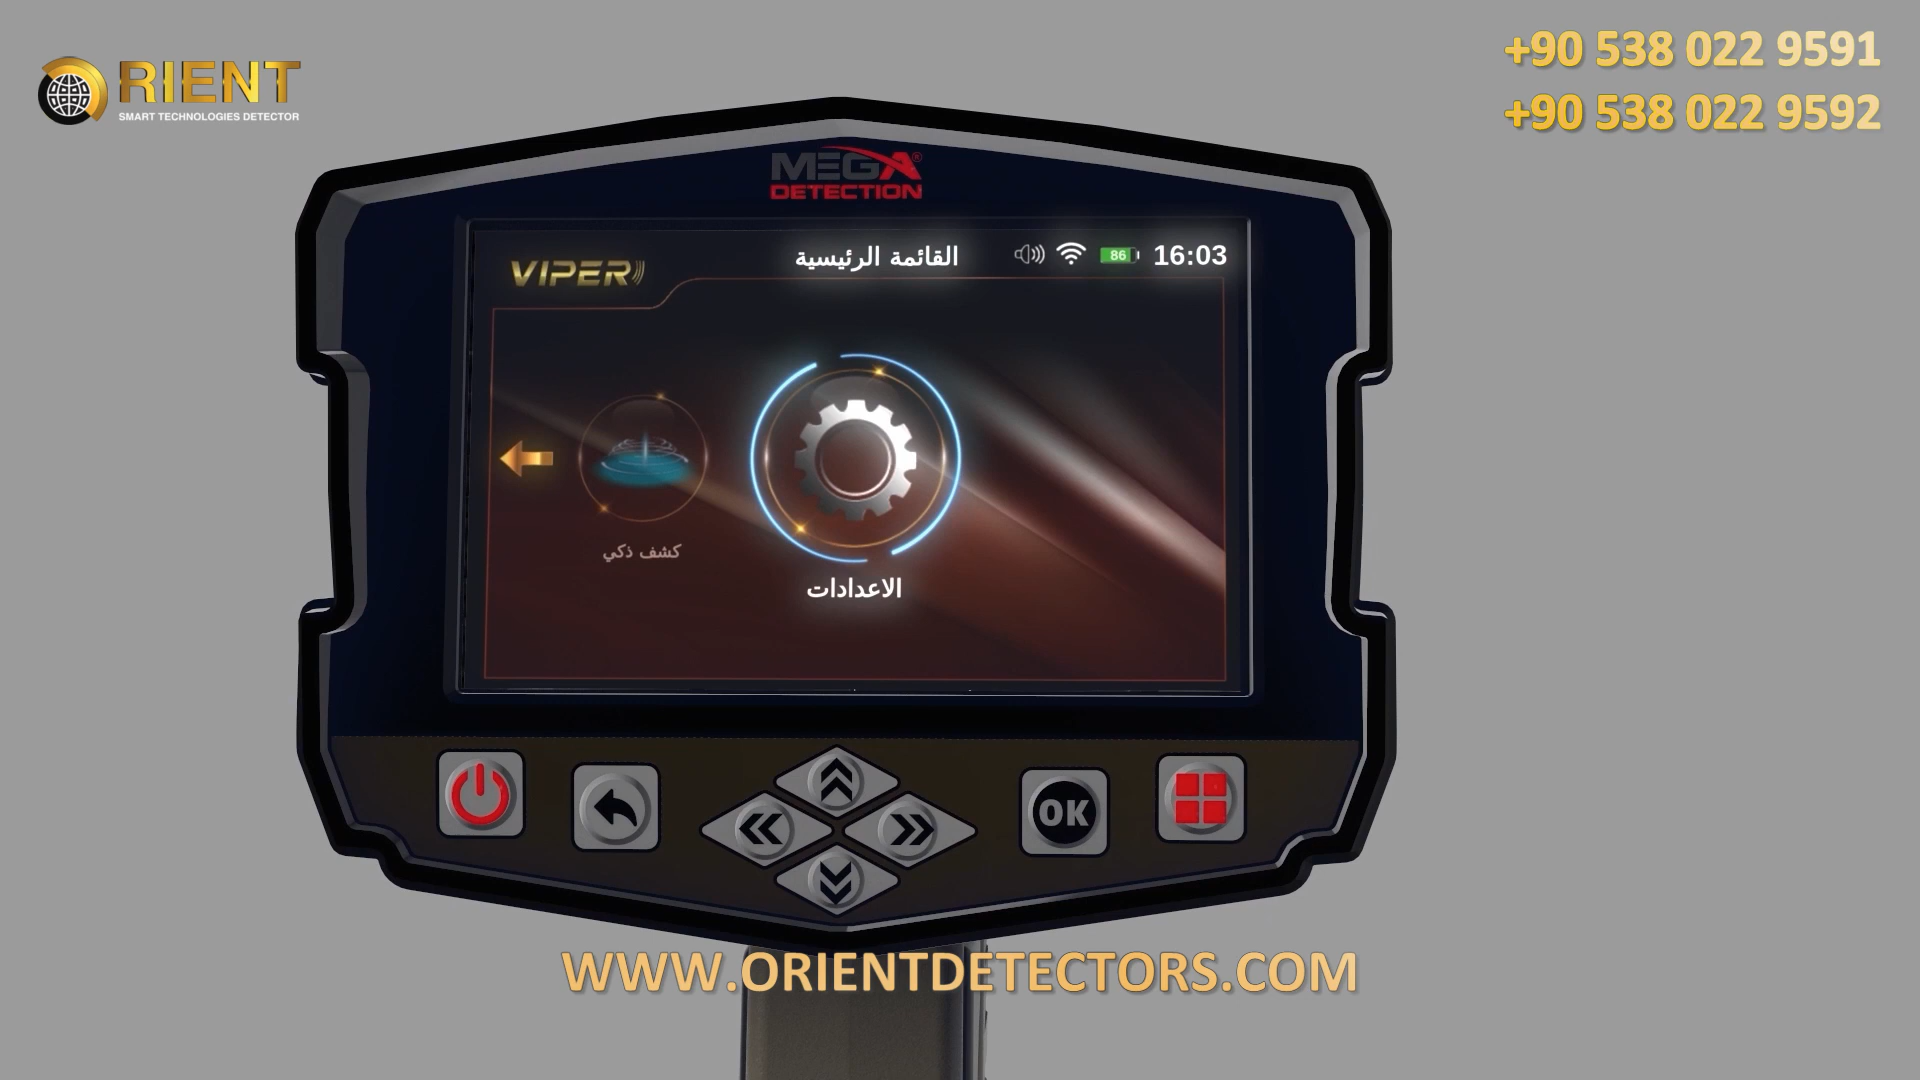 RIENT
SMART TECHNOLOGIES DETECTOR
+90 538 022 9591
+90 538 022 9592
MEGA®
DETECTION
VIPER
القائمة الرئيسية
86
16:03
كشف ذكي
الاعدادات
OK
WWW.ORIENTDETECTORS.COM